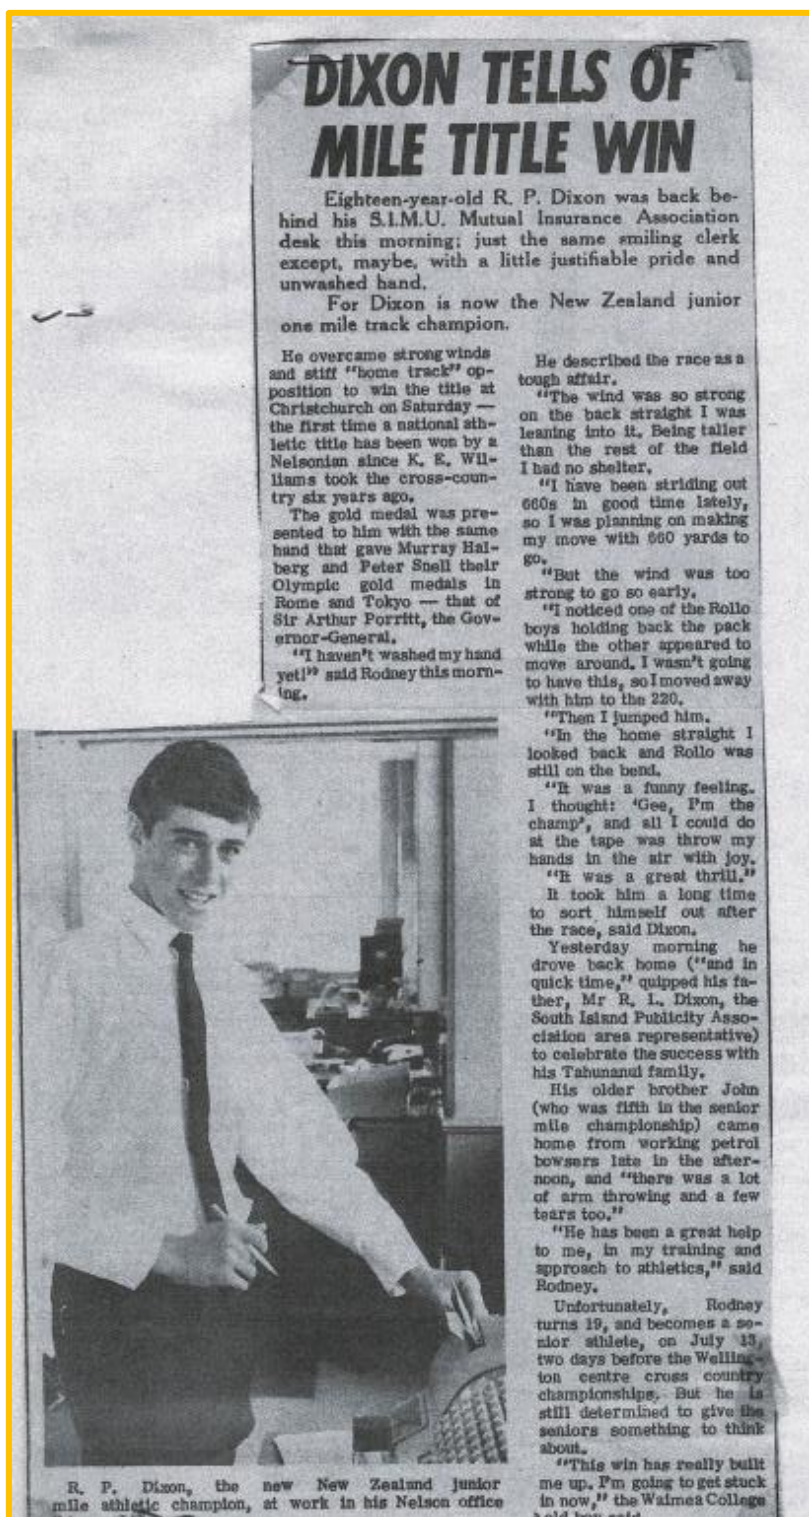 DIXON TELLS OF
MILE TITLE WIN
Eighteen-year-old R. P. Dixon was back be-
hind his S.I.M.U. Mutual Insurance Association
desk this morning; just the same smiling clerk
except, maybe, with a little justifiable pride and
unwashed hand.
For Dixon is now the New Zealand junior
one mile track champion.
He overcame strong winds
and stiff "home track" op-
position to win the title at
Christchurch on Saturday —
the first time a national ath-
letic title has been won by a
Nelsonian since K. E. Wil-
liams took the cross-coun-
try six years ago.
The gold medal was pre-
sented to him with the same
hand that gave Murray Hal-
berg and Peter Snell their
Olympic gold medals in
Rome and Tokyo — that of
Sir Arthur Porritt, the Gov-
ernor-General.
"I haven't washed my hand
yet!" said Rodney this morn-
ing.
He described the race as a
tough affair.
"The wind was so strong
on the back straight I was
leaning into it. Being taller
than the rest of the field
I had no shelter.
"I have been striding out
660s in good time lately,
so I was planning on making
my move with 660 yards to
go.
"But the wind was too
strong to go so early.
"I noticed one of the Rollo
boys holding back the pack
while the other appeared to
move around. I wasn't going
to have this, so I moved away
with him to the 220.
"Then I jumped him.
"In the home straight I
looked back and Rollo was
still on the bend.
"It was a funny feeling.
I thought: 'Gee, I'm the
champ', and all I could do
at the tape was throw my
hands in the air with joy.
"It was a great thrill."
It took him a long time
to sort himself out after
the race, said Dixon.
Yesterday morning he
drove back home ("and in
quick time," quipped his fa-
ther, Mr R. L. Dixon, the
South Island Publicity Asso-
ciation area representative)
to celebrate the success with
his Tahunanui family.
His older brother John
(who was fifth in the senior
mile championship) came
home from working petrol
bowsers late in the after-
noon, and "there was a lot
of arm throwing and a few
tears too."
"He has been a great help
to me, in my training and
approach to athletics," said
Rodney.
Unfortunately, Rodney
turns 19, and becomes a se-
nior athlete, on July 13,
two days before the Welling-
ton centre cross country
championships. But he is
still determined to give the
seniors something to think
about.
"This win has really built
me up. I'm going to get stuck
in now," the Waimea College
old boy said.
R. P. Dixon, the new New Zealand junior
mile athletic champion, at work in his Nelson office